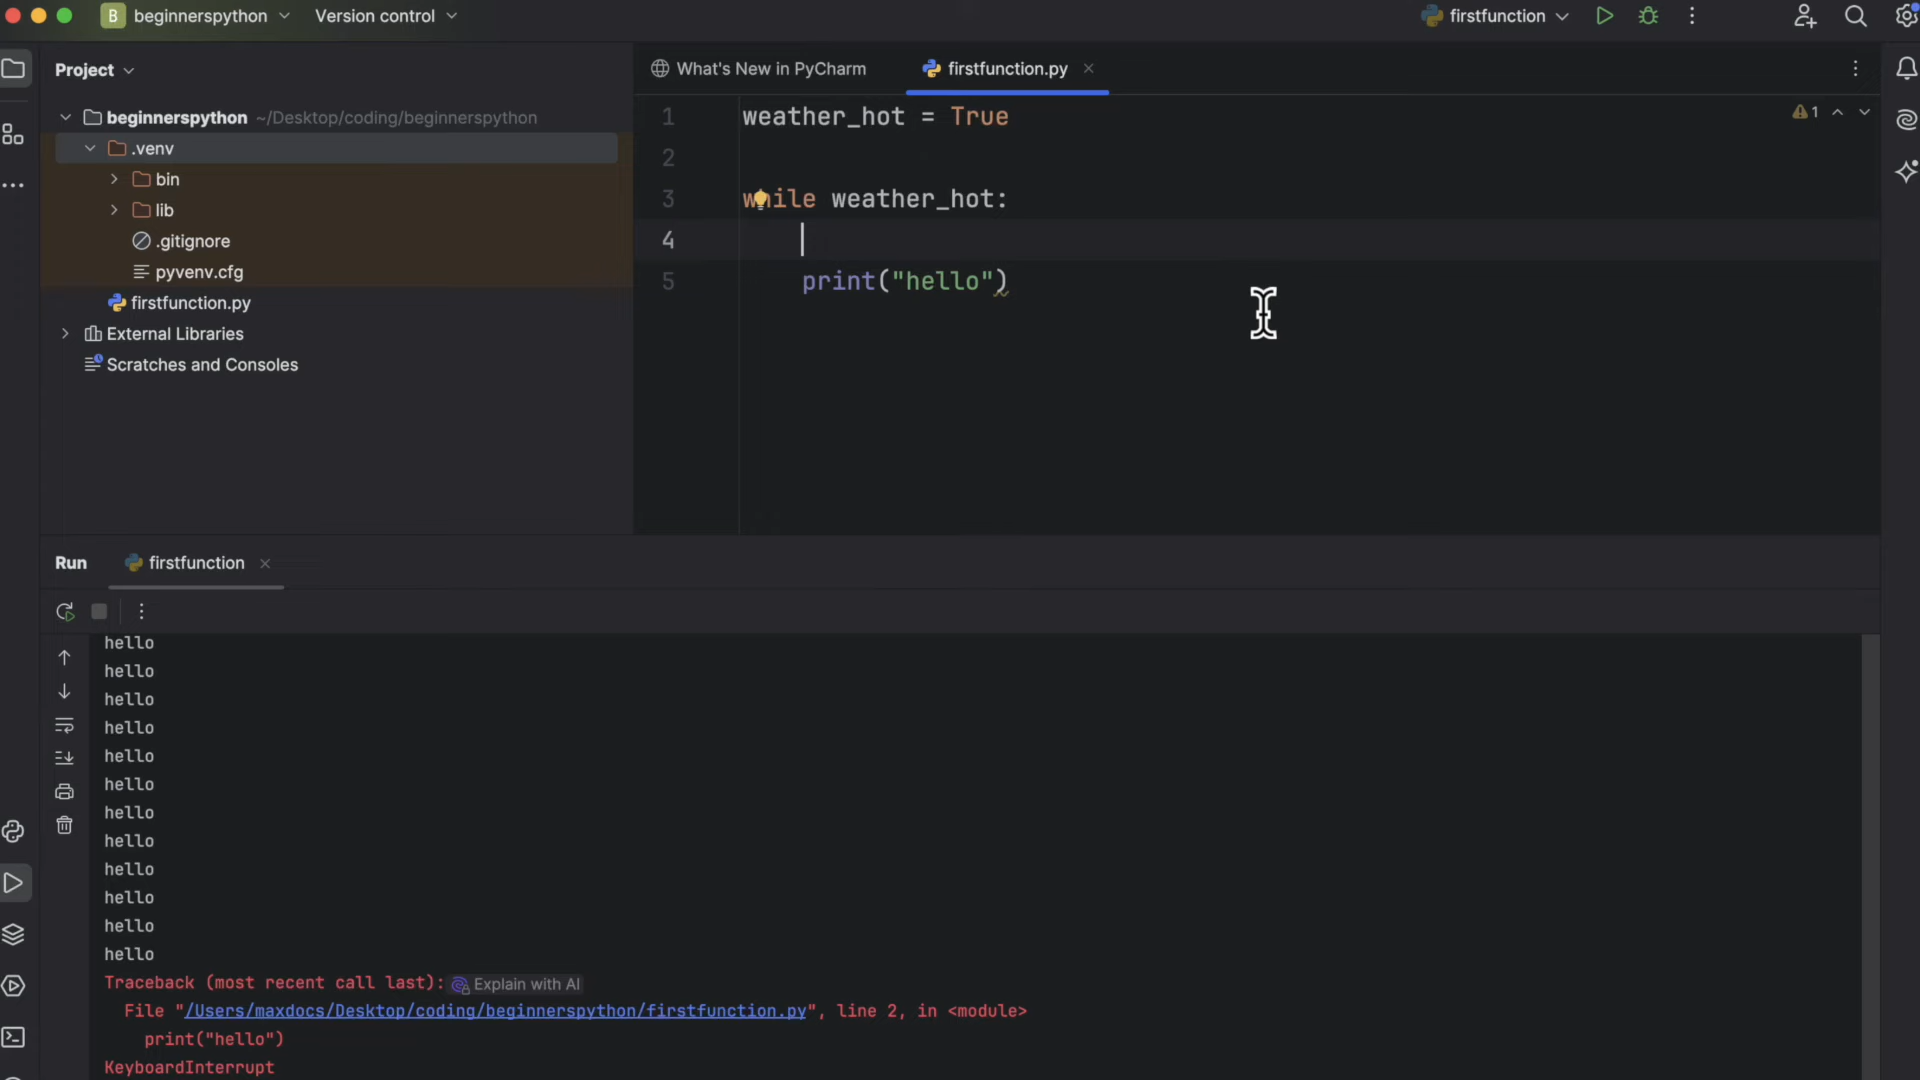 B beginnerspython Version control firstfunction
Project
What's New in PyCharm firstfunction.py
beginnerspython ~/Desktop/coding/beginnerspython
.venv
bin
lib
.gitignore
pyvenv.cfg
firstfunction.py
External Libraries
Scratches and Consoles
1 weather_hot = True
1
2
3 while weather_hot:
4
5 print("hello")
Run firstfunction
hello
hello
hello
hello
hello
hello
hello
hello
hello
hello
hello
hello
Traceback (most recent call last): Explain with AI
File "/Users/maxdocs/Desktop/coding/beginnerspython/firstfunction.py", line 2, in <module>
print("hello")
KeyboardInterrupt